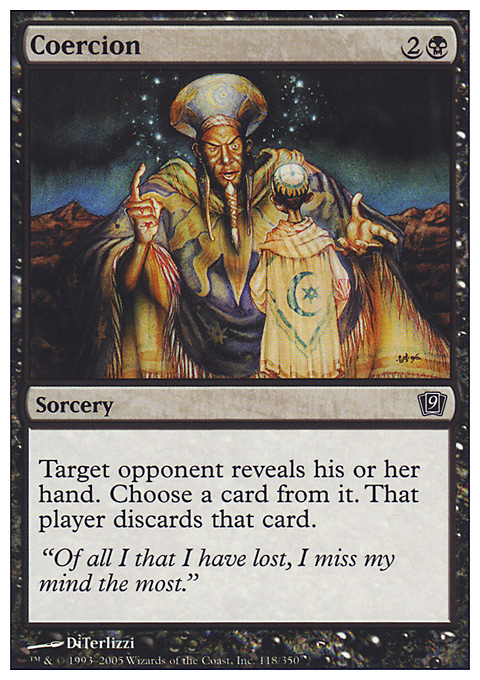 Coercion 2
Sorcery 9
Target opponent reveals his or her
hand. Choose a card from it. That
player discards that card.
“Of all I that I have lost, I miss my
mind the most.”
DiTerlizzi
™ & © 1993–2005 Wizards of the Coast, Inc. 118/350